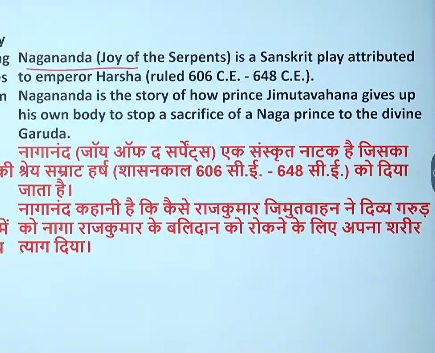 y
g Nagananda (Joy of the Serpents) is a Sanskrit play attributed
s to emperor Harsha (ruled 606 C.E. - 648 C.E.).
n Nagananda is the story of how prince Jimutavahana gives up
his own body to stop a sacrifice of a Naga prince to the divine
Garuda.
नागानंद (जॉय ऑफ द सर्पेंट्स) एक संस्कृत नाटक है जिसका
की श्रेय सम्राट हर्ष (शासनकाल 606 सी.ई. - 648 सी.ई.) को दिया
जाता है।
नागानंद कहानी है कि कैसे राजकुमार जिमुतवाहन ने दिव्य गरुड़
में को नागा राजकुमार के बलिदान को रोकने के लिए अपना शरीर
त्याग दिया।